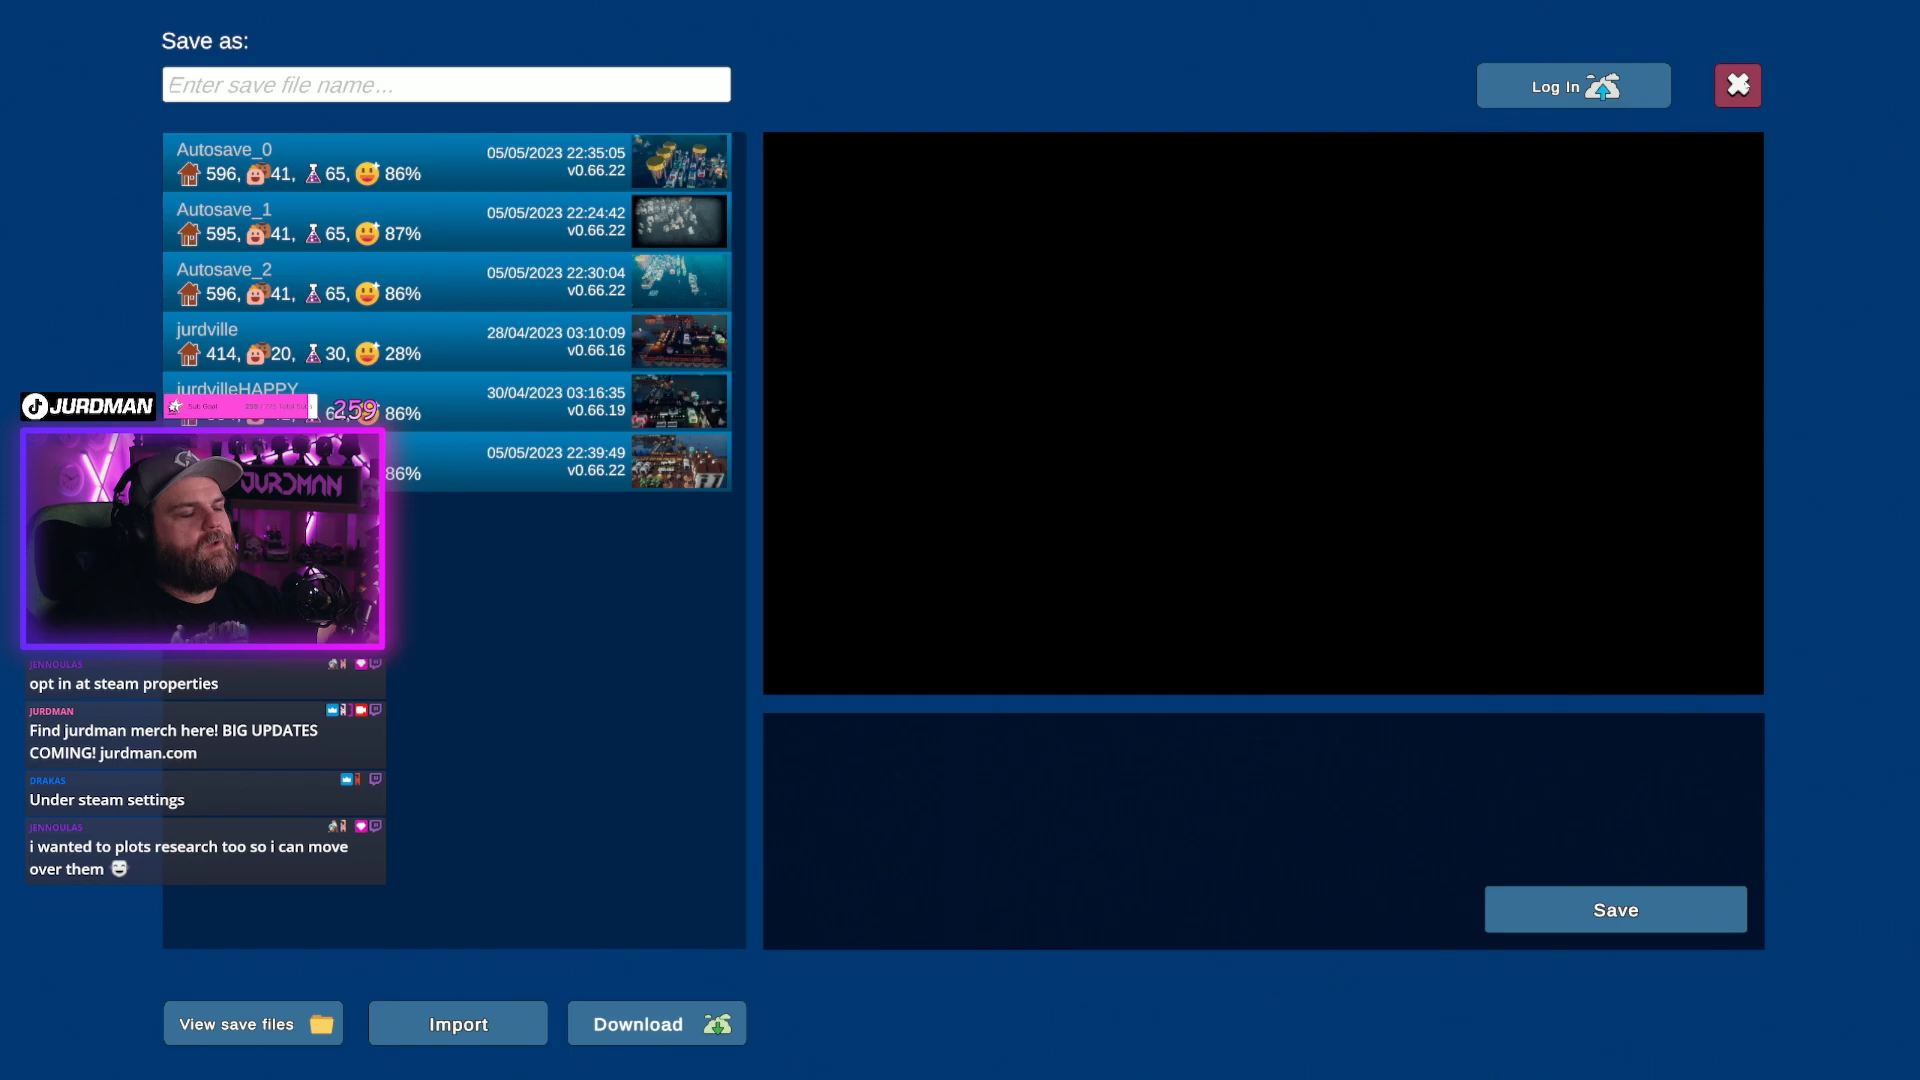 Save as:
Enter save file name...
Log In
Autosave_0
596, 41, 65, 86%
05/05/2023 22:35:05
v0.66.22
Autosave_1
595, 41, 65, 87%
05/05/2023 22:24:42
v0.66.22
Autosave_2
596, 41, 65, 86%
05/05/2023 22:30:04
v0.66.22
jurdville
414, 20, 30, 28%
28/04/2023 03:10:09
v0.66.16
jurdvilleHAPPY
86%
30/04/2023 03:16:35
v0.66.19
86%
05/05/2023 22:39:49
v0.66.22
JURDMAN
Sub Goal
259
JURDMAN
JENNOULAS
opt in at steam properties
JURDMAN
Find jurdman merch here! BIG UPDATES
COMING! jurdman.com
DRAKAS
Under steam settings
JENNOULAS
i wanted to plots research too so i can move
over them
Save
View save files
Import
Download